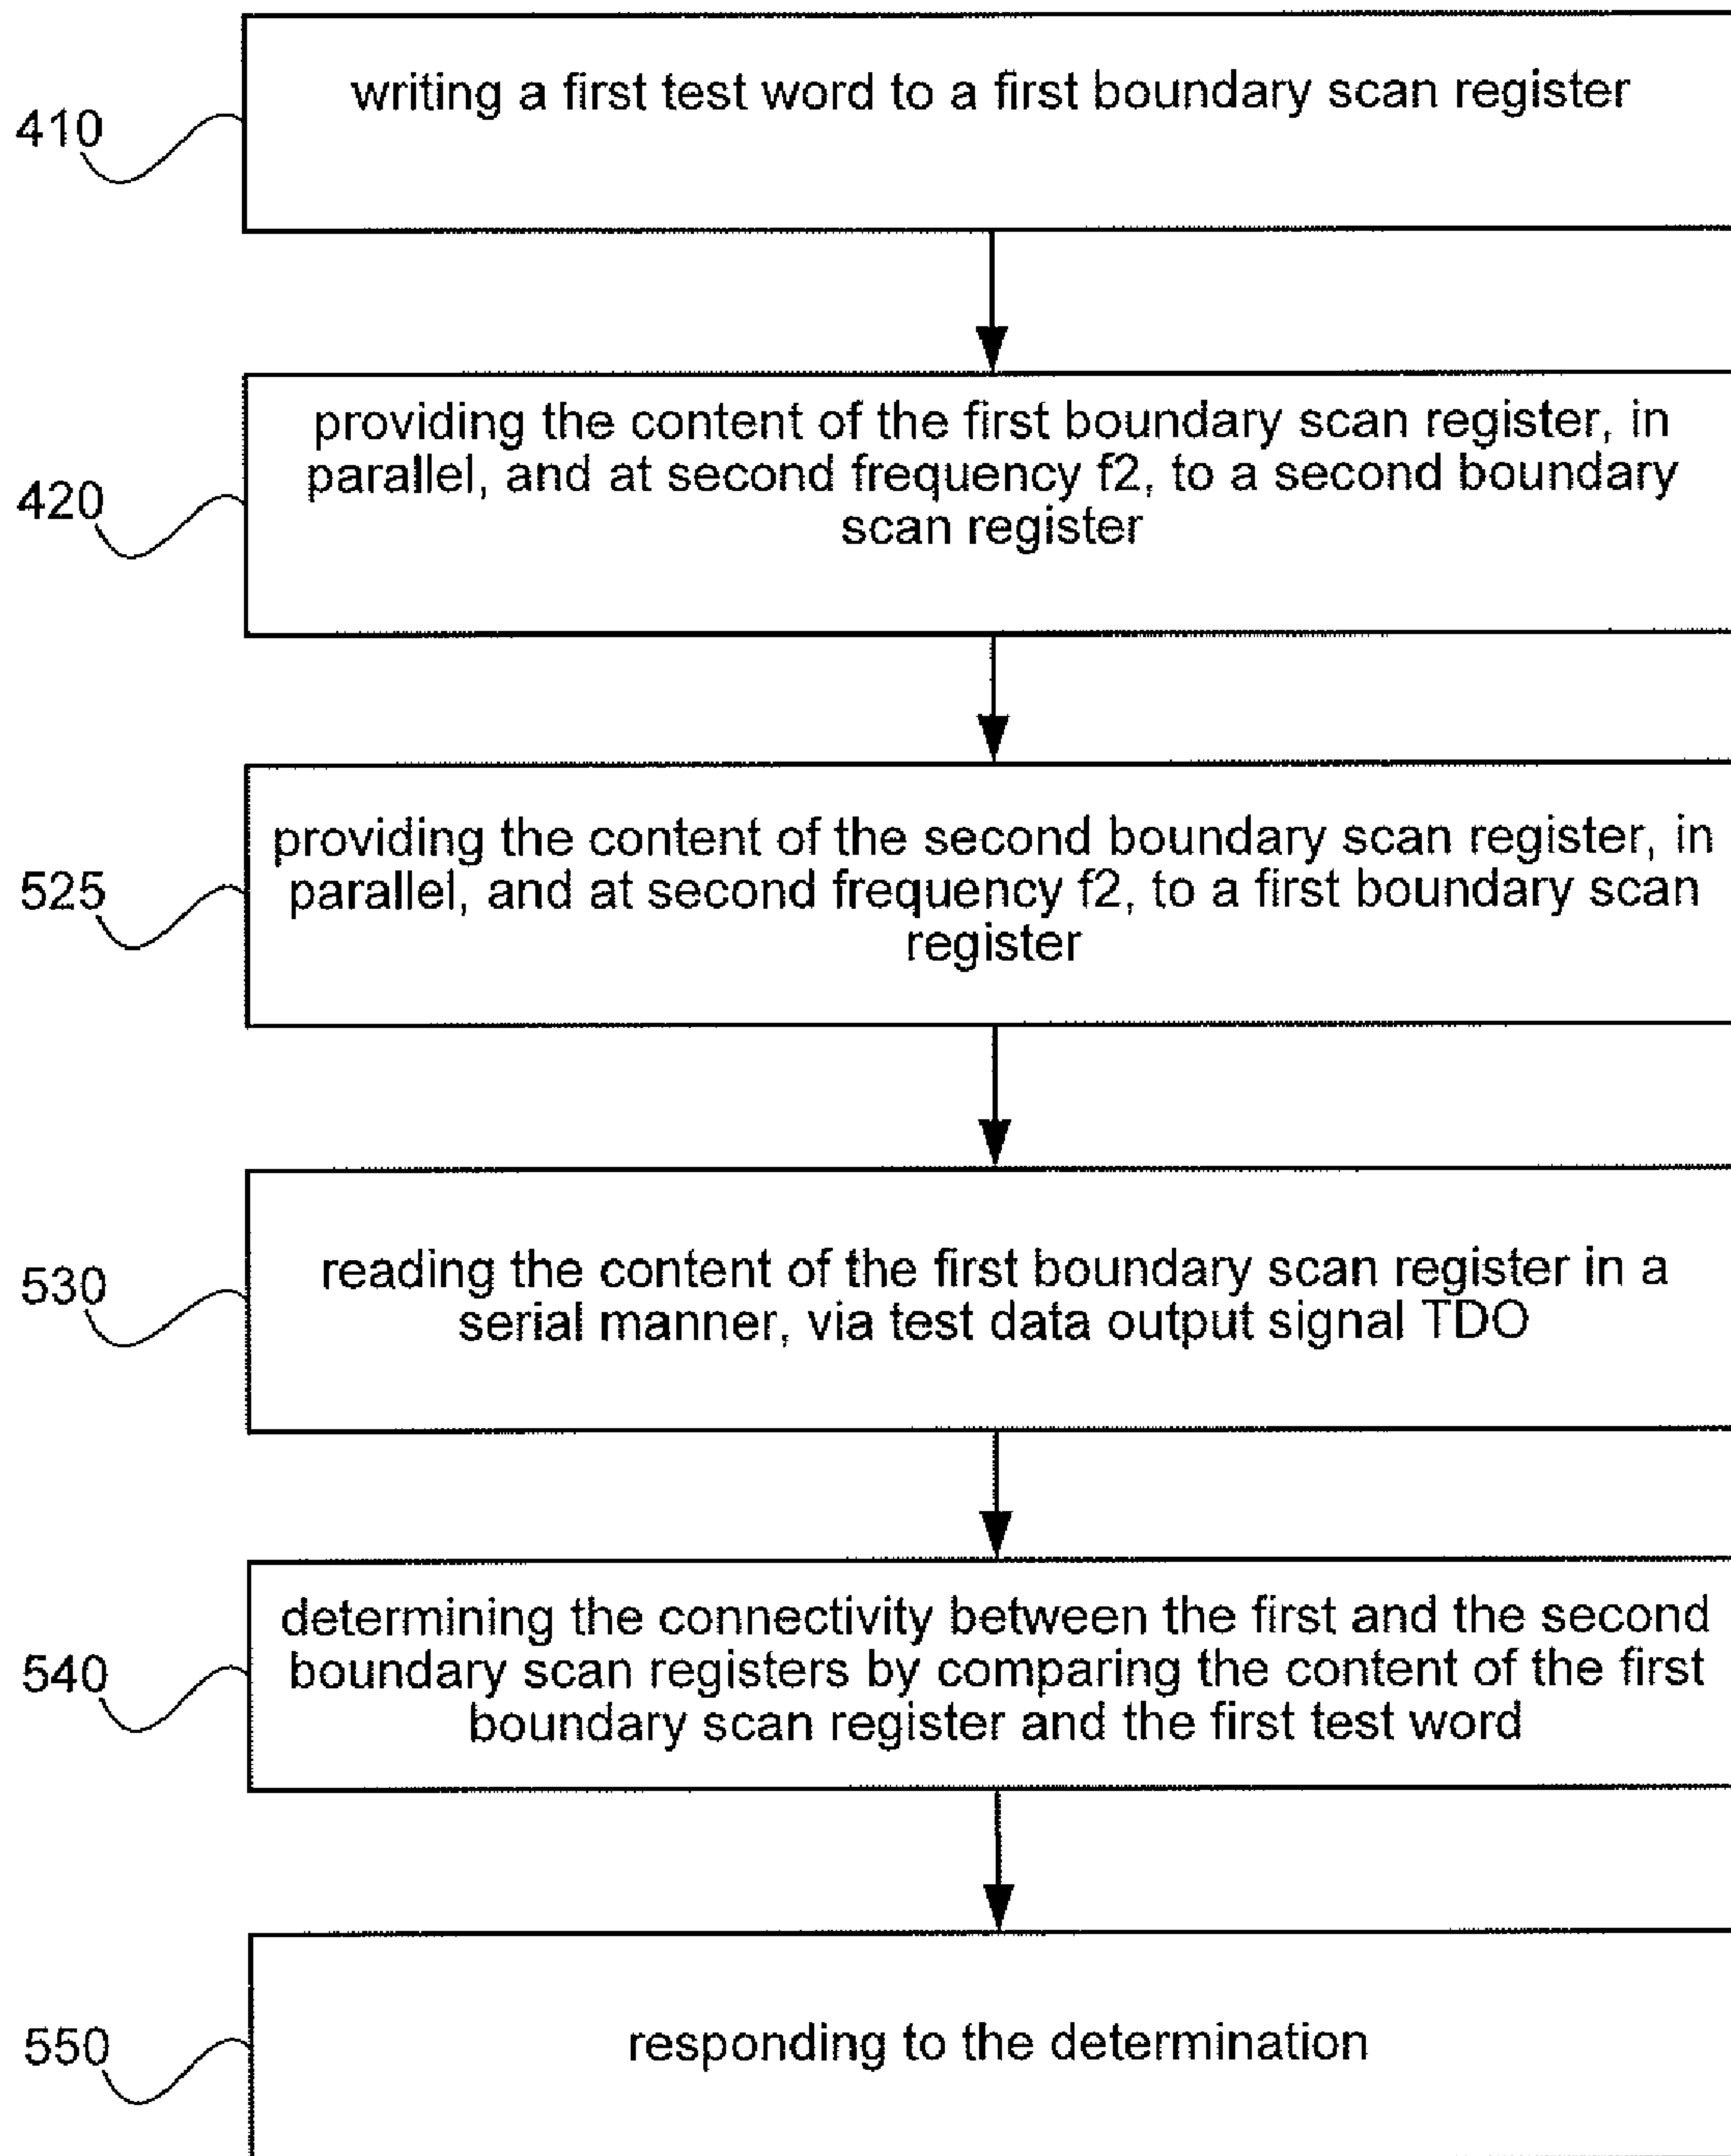 410
writing a first test word to a first boundary scan register
420
providing the content of the first boundary scan register, in
parallel, and at second frequency f2, to a second boundary
scan register
525
providing the content of the second boundary scan register, in
parallel, and at second frequency f2, to a first boundary scan
register
530
reading the content of the first boundary scan register in a
serial manner, via test data output signal TDO
540
determining the connectivity between the first and the second
boundary scan registers by comparing the content of the first
boundary scan register and the first test word
550
responding to the determination